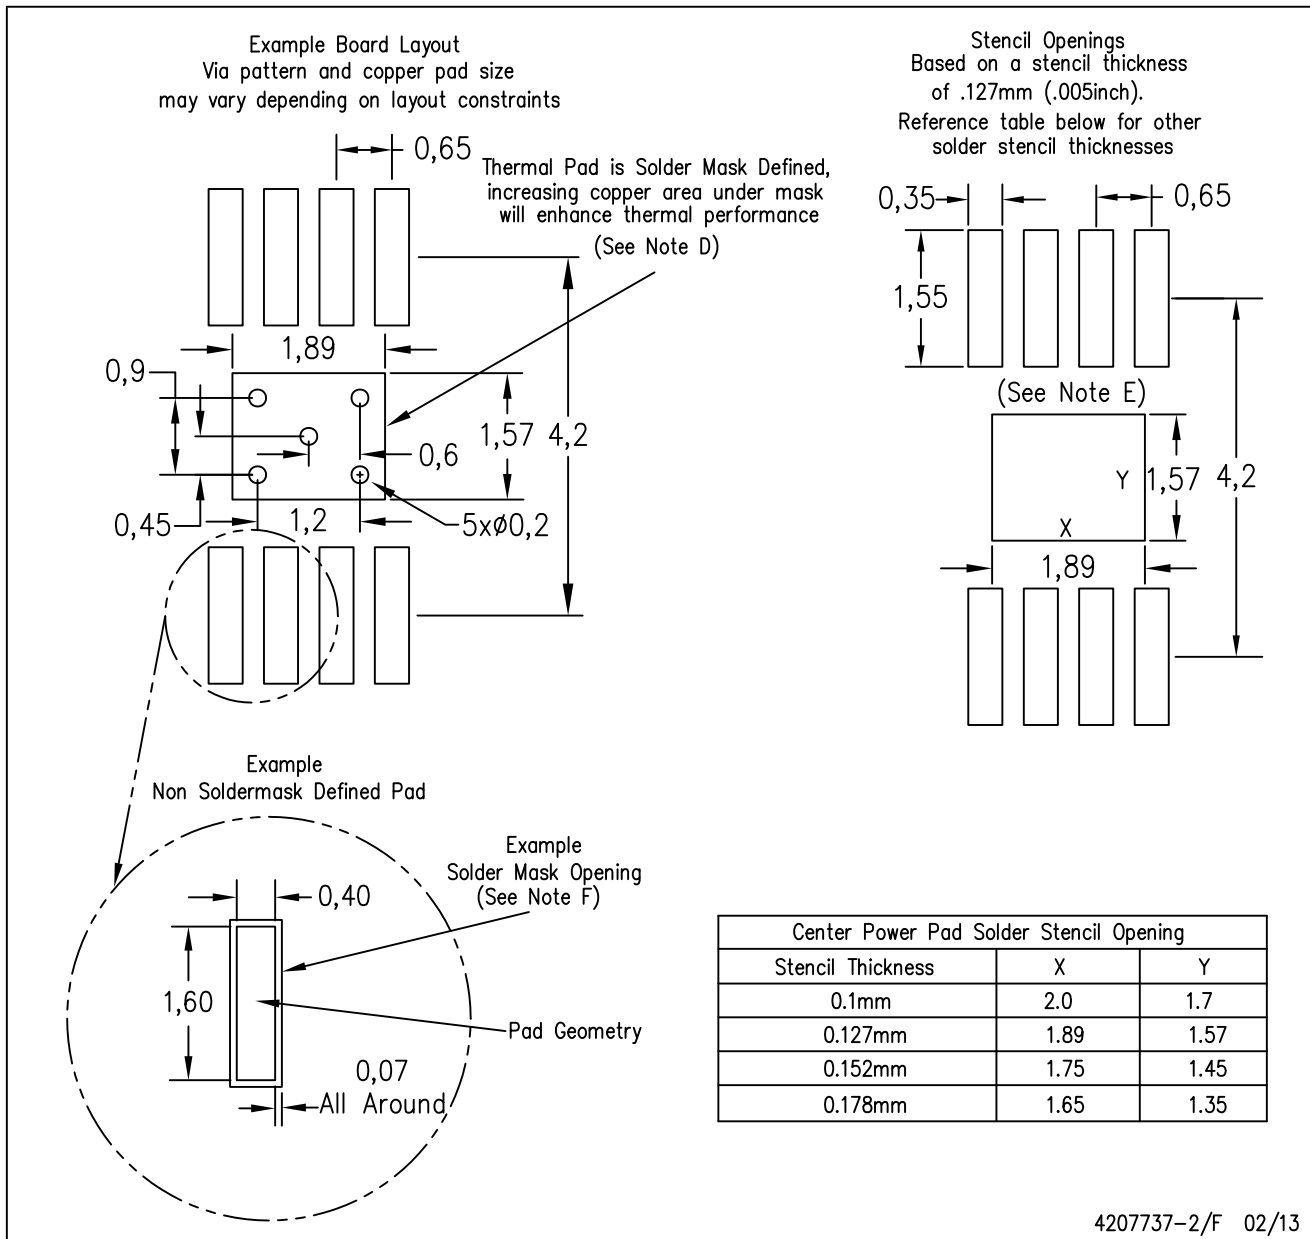 Example Board Layout
Via pattern and copper pad size
may vary depending on layout constraints
0,65
Thermal Pad is Solder Mask Defined,
increasing copper area under mask
will enhance thermal performance
(See Note D)
1,89
0,9
1,57
4,2
0,6
0,45
1,2
5xø0,2
Stencil Openings
Based on a stencil thickness
of .127mm (.005inch).
Reference table below for other
solder stencil thicknesses
0,35
0,65
1,55
(See Note E)
Y
1,57
4,2
X
1,89
Example
Non Soldermask Defined Pad
Example
Solder Mask Opening
(See Note F)
0,40
1,60
Pad Geometry
0,07
All Around
Center Power Pad Solder Stencil Opening
Stencil Thickness X Y
0.1mm 2.0 1.7
0.127mm 1.89 1.57
0.152mm 1.75 1.45
0.178mm 1.65 1.35
4207737-2/F 02/13